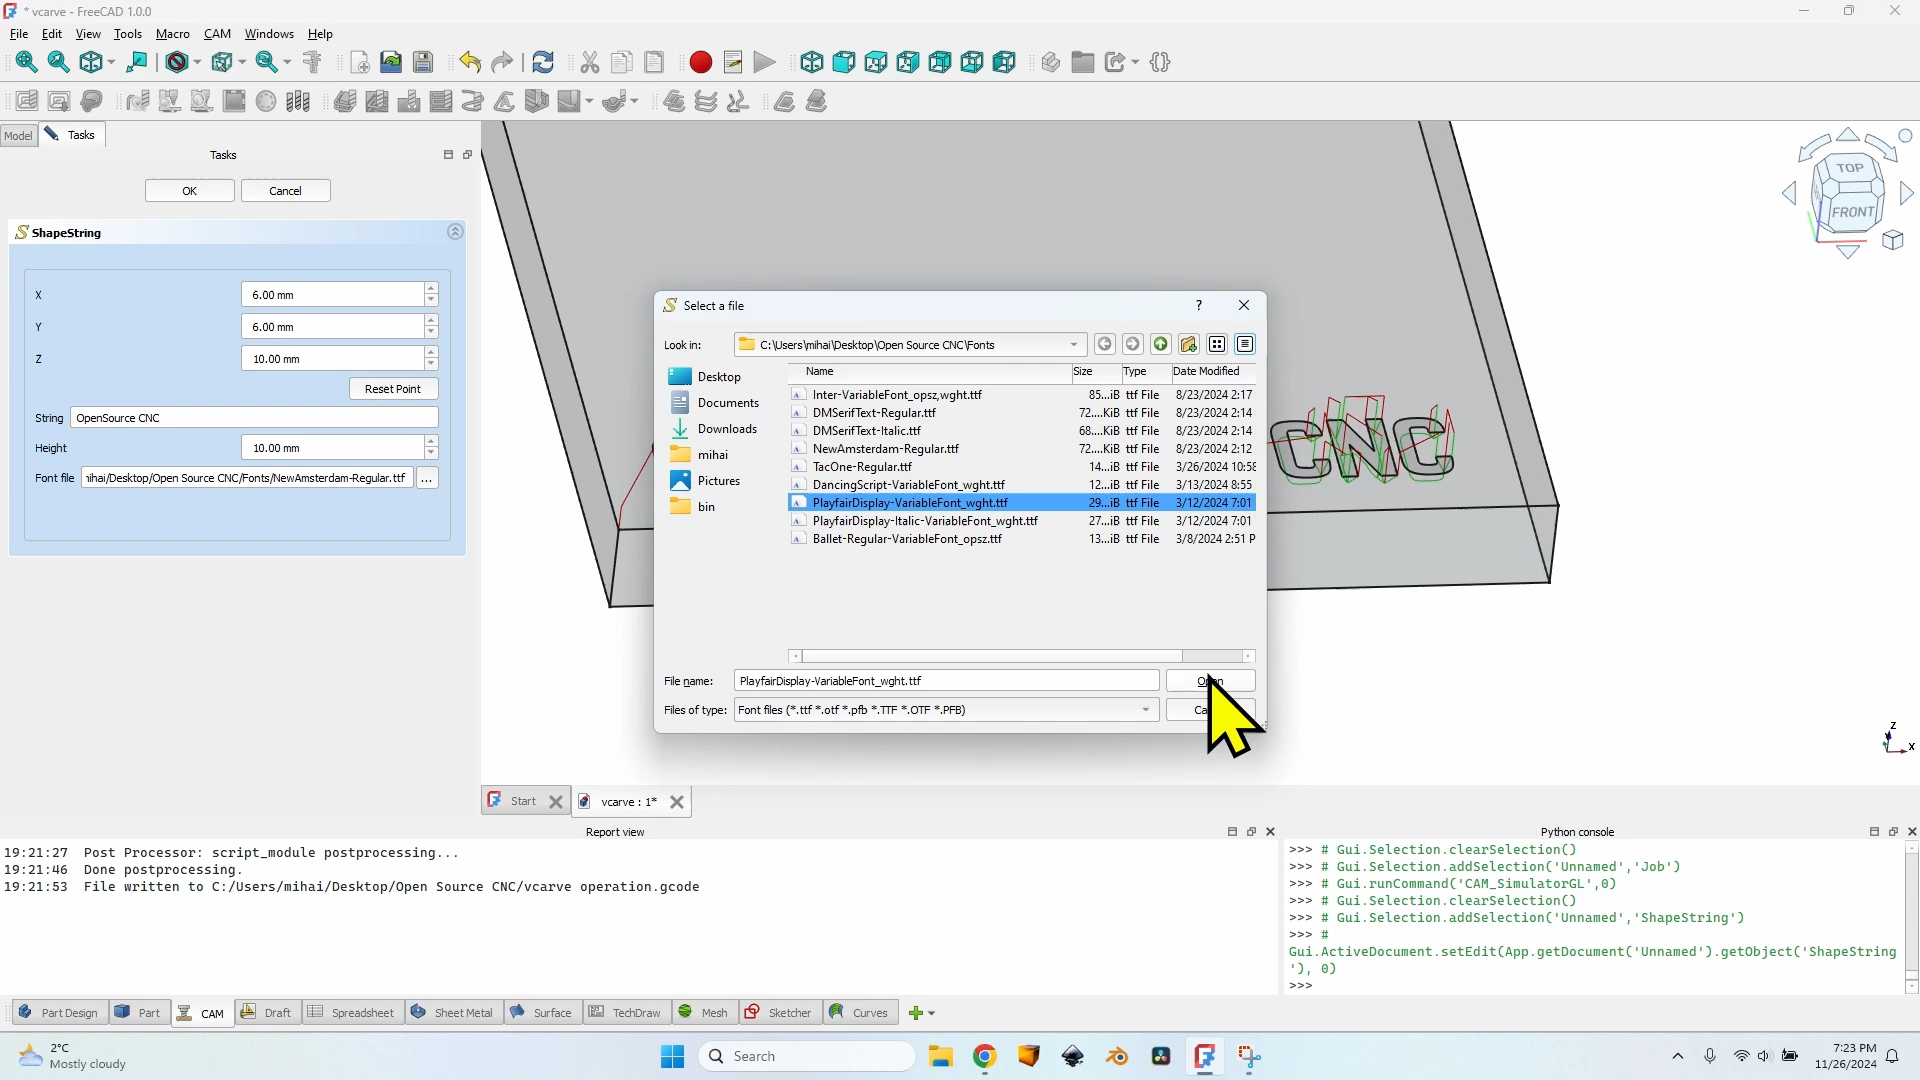 * vcarve - FreeCAD 1.0.0
File Edit View Tools Macro CAM Windows Help
Model Tasks
Tasks
OK Cancel
ShapeString
X 6.00 mm
Y 6.00 mm
Z 10.00 mm
Reset Point
String OpenSource CNC
Height 10.00 mm
Font file nihai/Desktop/Open Source CNC/Fonts/NewAmsterdam-Regular.ttf ...
TOP
FRONT
CNC
Select a file
?
Look in: C:\Users\mihai\Desktop\Open Source CNC\Fonts
Desktop
Documents
Downloads
mihai
Pictures
bin
Name Size Type Date Modified
Inter-VariableFont_opsz,wght.ttf 85...iB ttf File 8/23/2024 2:17
DMSerifText-Regular.ttf 72....KiB ttf File 8/23/2024 2:14
DMSerifText-Italic.ttf 68....KiB ttf File 8/23/2024 2:14
NewAmsterdam-Regular.ttf 72....KiB ttf File 8/23/2024 2:12
TacOne-Regular.ttf 14...iB ttf File 3/26/2024 10:58
DancingScript-VariableFont_wght.ttf 12...iB ttf File 3/13/2024 8:55
PlayfairDisplay-VariableFont_wght.ttf 29...iB ttf File 3/12/2024 7:01
PlayfairDisplay-Italic-VariableFont_wght.ttf 27...iB ttf File 3/12/2024 7:01
Ballet-Regular-VariableFont_opsz.ttf 13...iB ttf File 3/8/2024 2:51 P
File name: PlayfairDisplay-VariableFont_wght.ttf Open
Files of type: Font files (*.ttf *.otf *.pfb *.TTF *.OTF *.PFB) Ca
Z
X
Start vcarve : 1*
Report view
19:21:27 Post Processor: script_module postprocessing...
19:21:46 Done postprocessing.
19:21:53 File written to C:/Users/mihai/Desktop/Open Source CNC/vcarve operation.gcode
Python console
>>> # Gui.Selection.clearSelection()
>>> # Gui.Selection.addSelection('Unnamed','Job')
>>> # Gui.runCommand('CAM_SimulatorGL',0)
>>> # Gui.Selection.clearSelection()
>>> # Gui.Selection.addSelection('Unnamed','ShapeString')
>>> #
Gui.ActiveDocument.setEdit(App.getDocument('Unnamed').getObject('ShapeString
'), 0)
>>>
Part Design Part CAM Draft Spreadsheet Sheet Metal Surface TechDraw Mesh Sketcher Curves
2°C
Mostly cloudy
Search
7:23 PM
11/26/2024